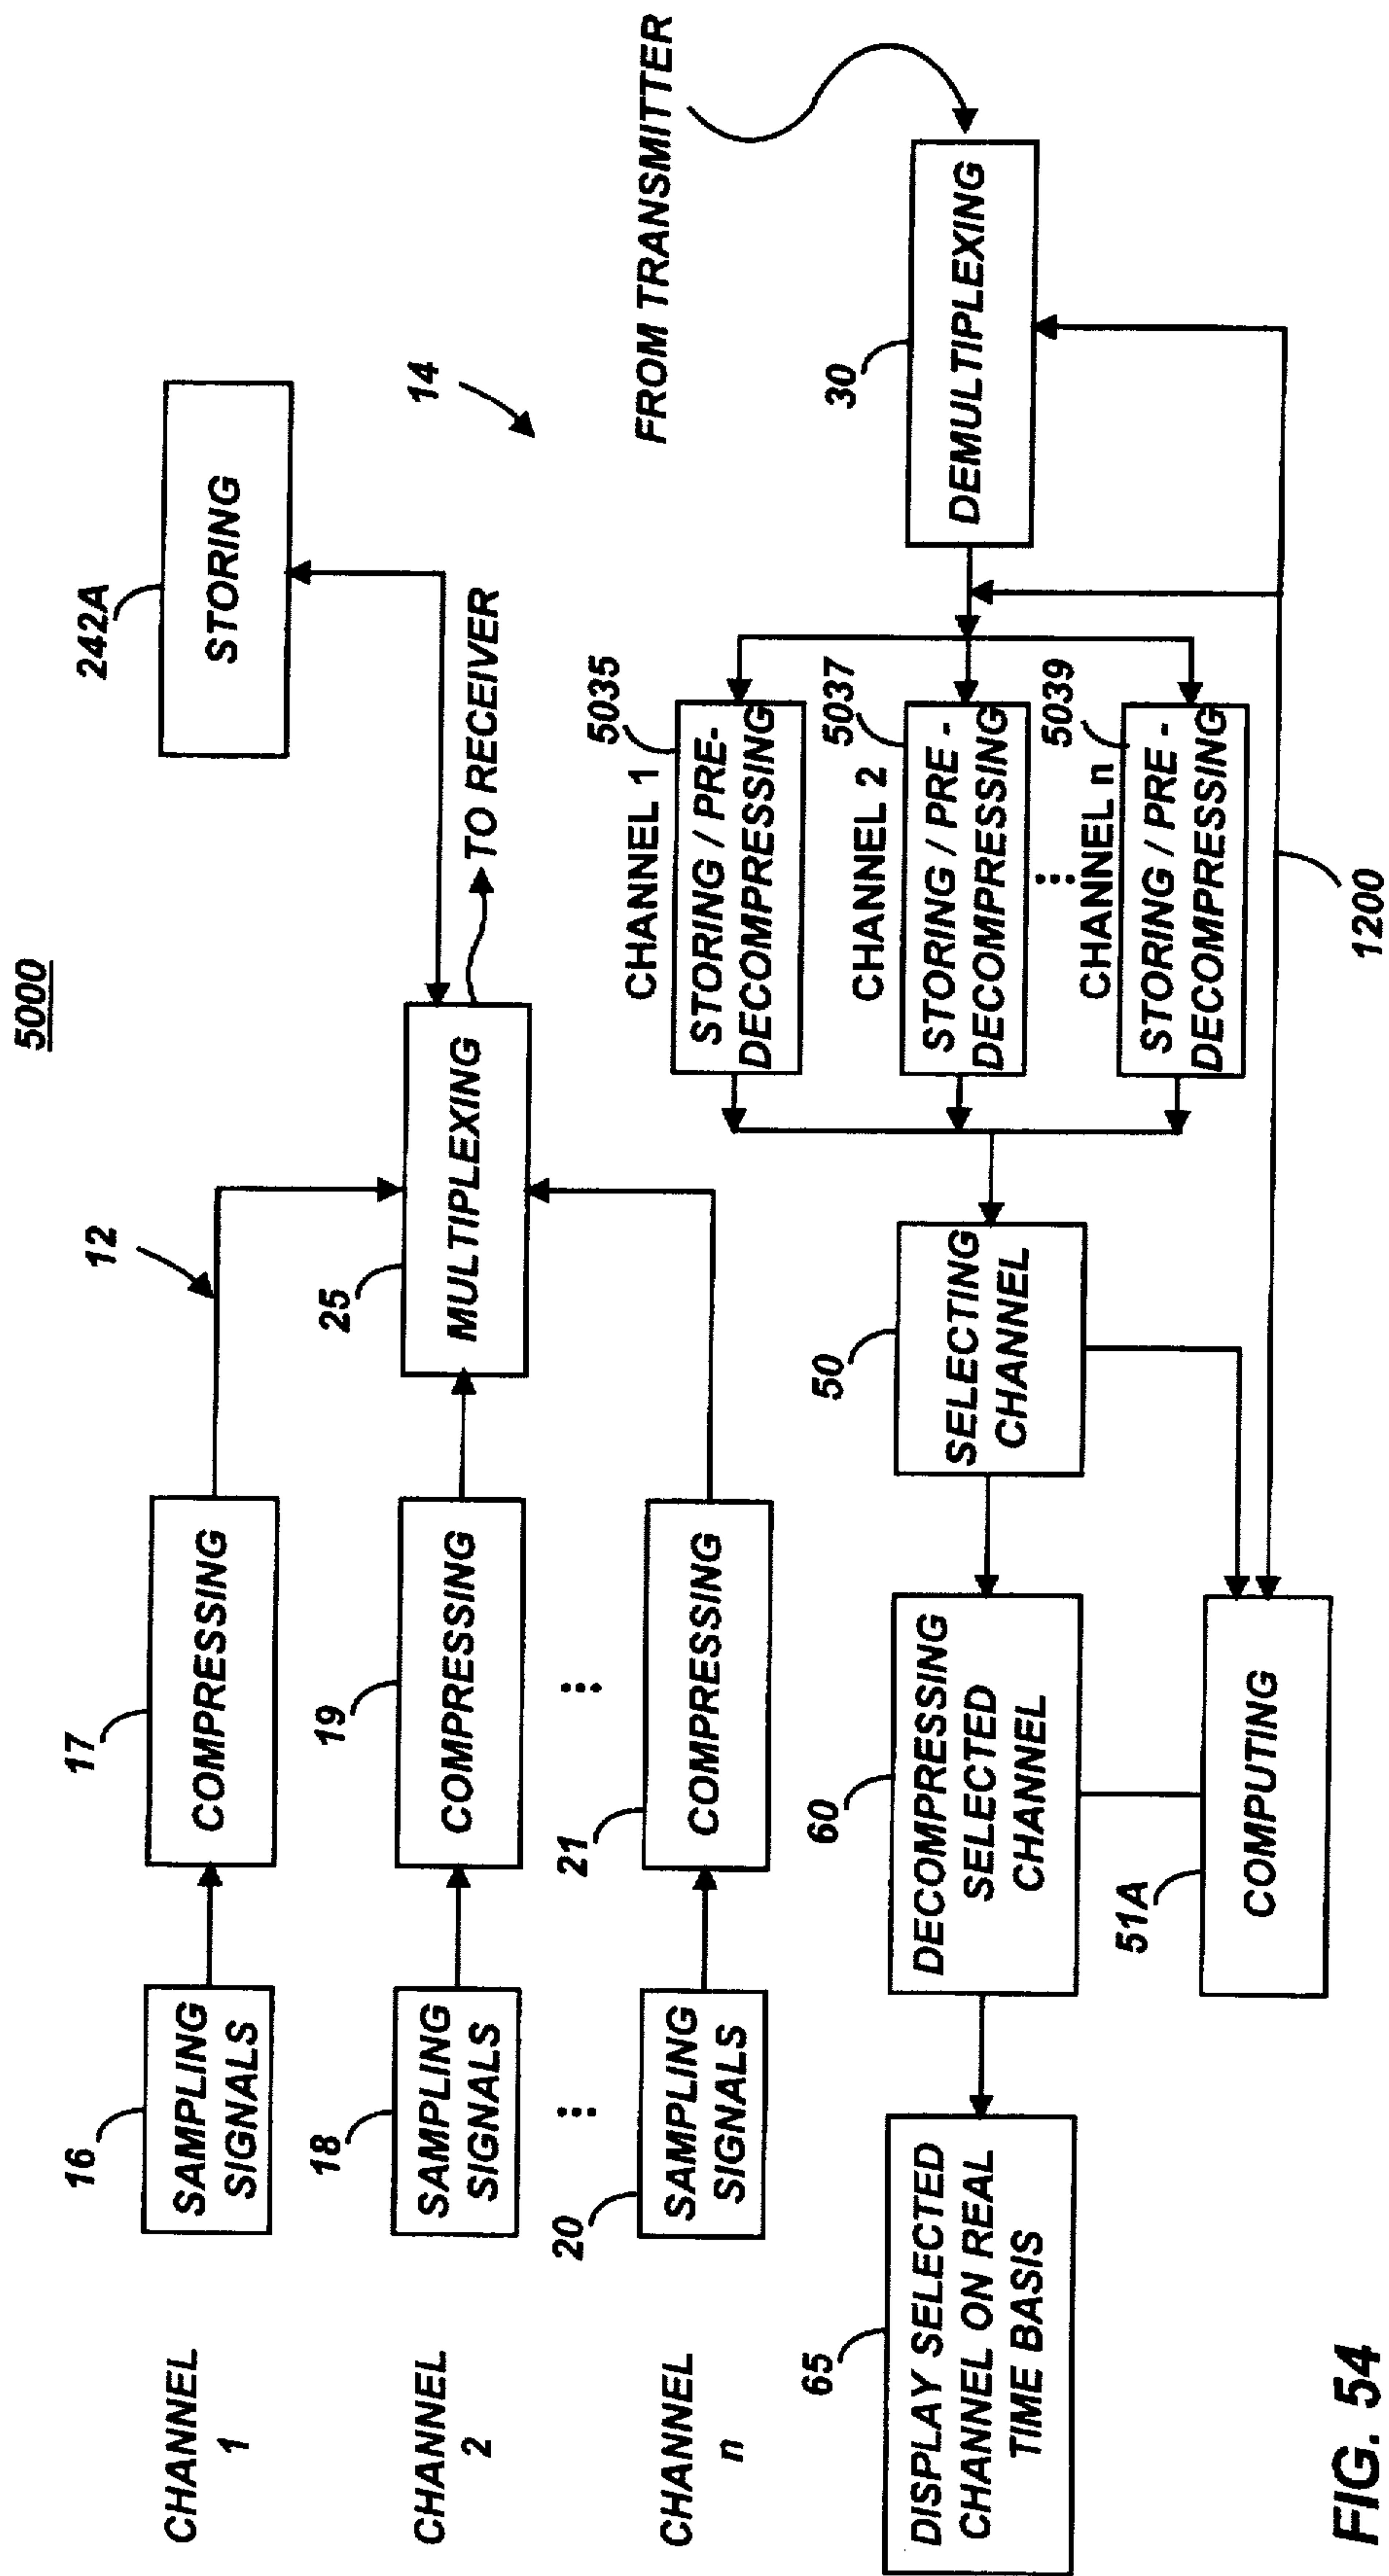 5000
CHANNEL
1
16
SAMPLING
SIGNALS
17
COMPRESSING
12
242A
STORING
CHANNEL
2
18
SAMPLING
SIGNALS
19
COMPRESSING
25
MULTIPLEXING
TO RECEIVER
14
CHANNEL
n
20
SAMPLING
SIGNALS
21
COMPRESSING
FROM TRANSMITTER
65
DISPLAY SELECTED
CHANNEL ON REAL
TIME BASIS
60
DECOMPRESSING
SELECTED
CHANNEL
50
SELECTING
CHANNEL
CHANNEL 1
5035
STORING / PRE-
DECOMPRESSING
CHANNEL 2
5037
STORING / PRE -
DECOMPRESSING
CHANNEL n
5039
STORING / PRE -
DECOMPRESSING
30
DEMULTIPLEXING
51A
COMPUTING
1200
FIG. 54